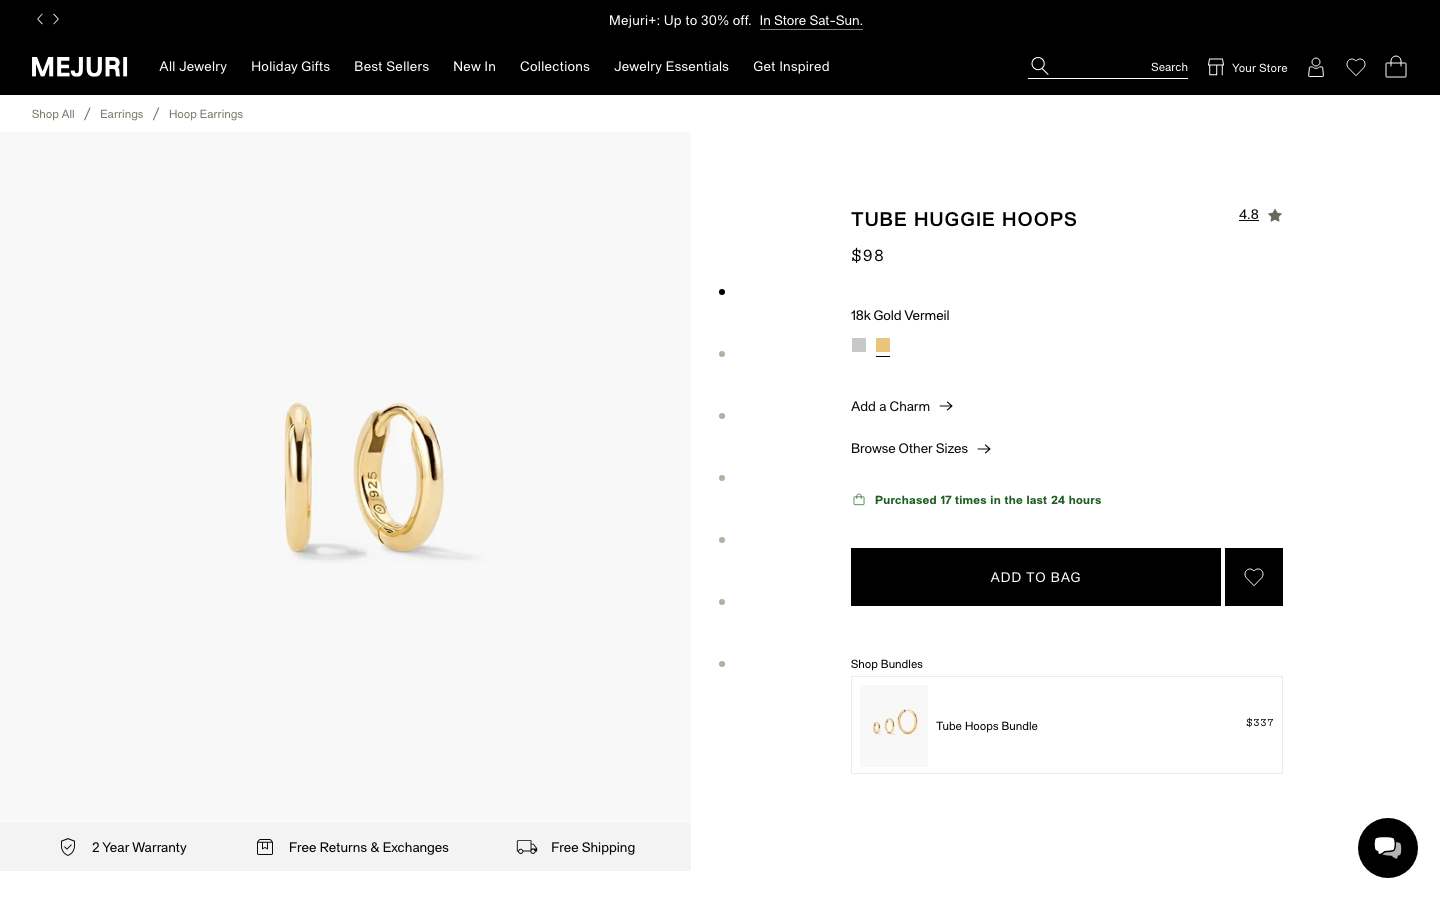 Mejuri+: Up to 30% off. In Store Sat-Sun.
MEJURI
All Jewelry
Holiday Gifts
Best Sellers
New In
Collections
Jewelry Essentials
Get Inspired
Search
Your Store
Shop All / Earrings / Hoop Earrings
925
TUBE HUGGIE HOOPS
4.8
$98
18k Gold Vermeil
Add a Charm
Browse Other Sizes
Purchased 17 times in the last 24 hours
ADD TO BAG
Shop Bundles
Tube Hoops Bundle
$337
2 Year Warranty
Free Returns & Exchanges
Free Shipping